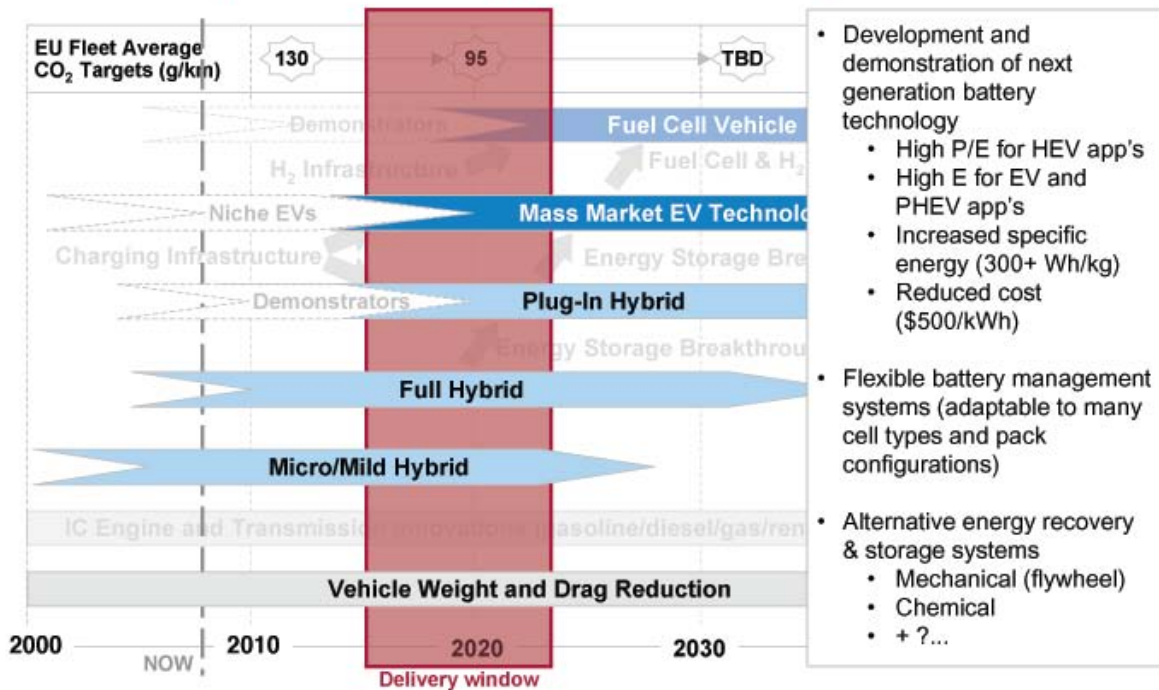 EU Fleet Average
CO₂ Targets (g/km)
130
95
TBD
Demonstrators
Fuel Cell Vehicle
H₂ Infrastructure
Fuel Cell & H₂
Niche EVs
Mass Market EV Technolo
Charging Infrastructure
Energy Storage Brea
Demonstrators
Plug-In Hybrid
Energy Storage Breakthrou
Full Hybrid
Micro/Mild Hybrid
IC Engine and Transmission innovations (gasoline/diesel/gas/ren
Vehicle Weight and Drag Reduction
2000
2010
2020
2030
NOW
Delivery window
• Development and
demonstration of next
generation battery
technology
• High P/E for HEV app's
• High E for EV and
PHEV app's
• Increased specific
energy (300+ Wh/kg)
• Reduced cost
($500/kWh)
• Flexible battery management
systems (adaptable to many
cell types and pack
configurations)
• Alternative energy recovery
& storage systems
• Mechanical (flywheel)
• Chemical
• + ?...